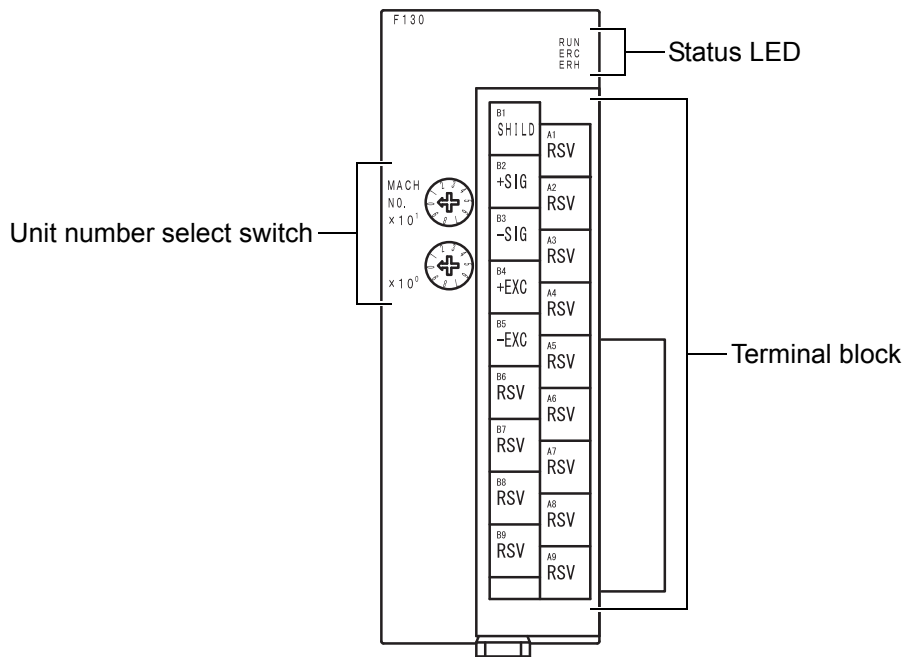 F130
RUN
ERC
ERH
Status LED
B1
SHILD
A1
RSV
B2
+SIG
A2
RSV
B3
-SIG
A3
RSV
B4
+EXC
A4
RSV
B5
-EXC
A5
RSV
B6
RSV
A6
RSV
B7
RSV
A7
RSV
B8
RSV
A8
RSV
B9
RSV
A9
RSV
MACH
NO.
×10¹
×10⁰
Unit number select switch
Terminal block